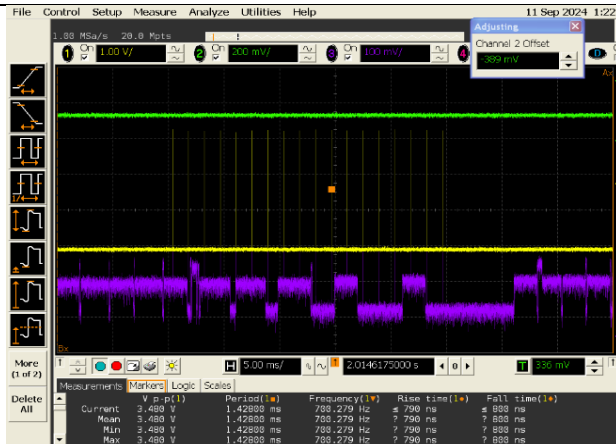 File Control Setup Measure Analyze Utilities Help 11 Sep 2024 1:22
Adjusting
1.00 MSa/s 20.0 Mpts
Channel 2 Offset
-389 mV
1 On 1.00 V/ 2 On 200 mV/ 3 On 100 mV/ 4 D
Ax
Bx
More
(1 of 2)
Delete
All
H 5.00 ms/ 2.0146175000 s 0 T 336 mV
Measurements Markers Logic Scales
V p-p(1) Period(1) Frequency(1) Rise time(1) Fall time(1)
Current 3.480 V 1.42800 ms 700.279 Hz ≤ 790 ns ≤ 800 ns
Mean 3.480 V 1.42800 ms 700.279 Hz ? 790 ns ? 800 ns
Min 3.480 V 1.42800 ms 700.279 Hz ? 790 ns ? 800 ns
Max 3.480 V 1.42800 ms 700.279 Hz ? 790 ns ? 800 ns